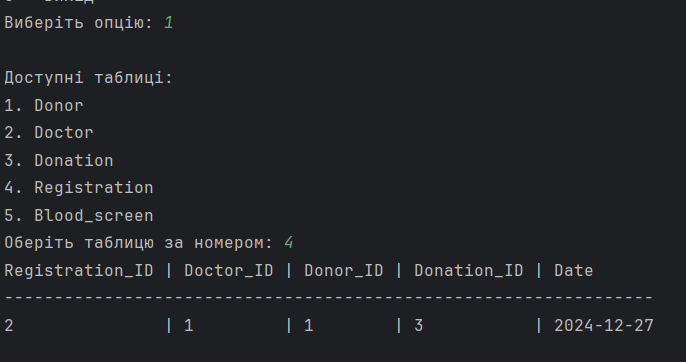 Виберіть опцію: 1
Доступні таблиці:
1. Donor
2. Doctor
3. Donation
4. Registration
5. Blood_screen
Оберіть таблицю за номером: 4
Registration_ID | Doctor_ID | Donor_ID | Donation_ID | Date
-----------------------------------------------------------------
2 | 1 | 1 | 3 | 2024-12-27